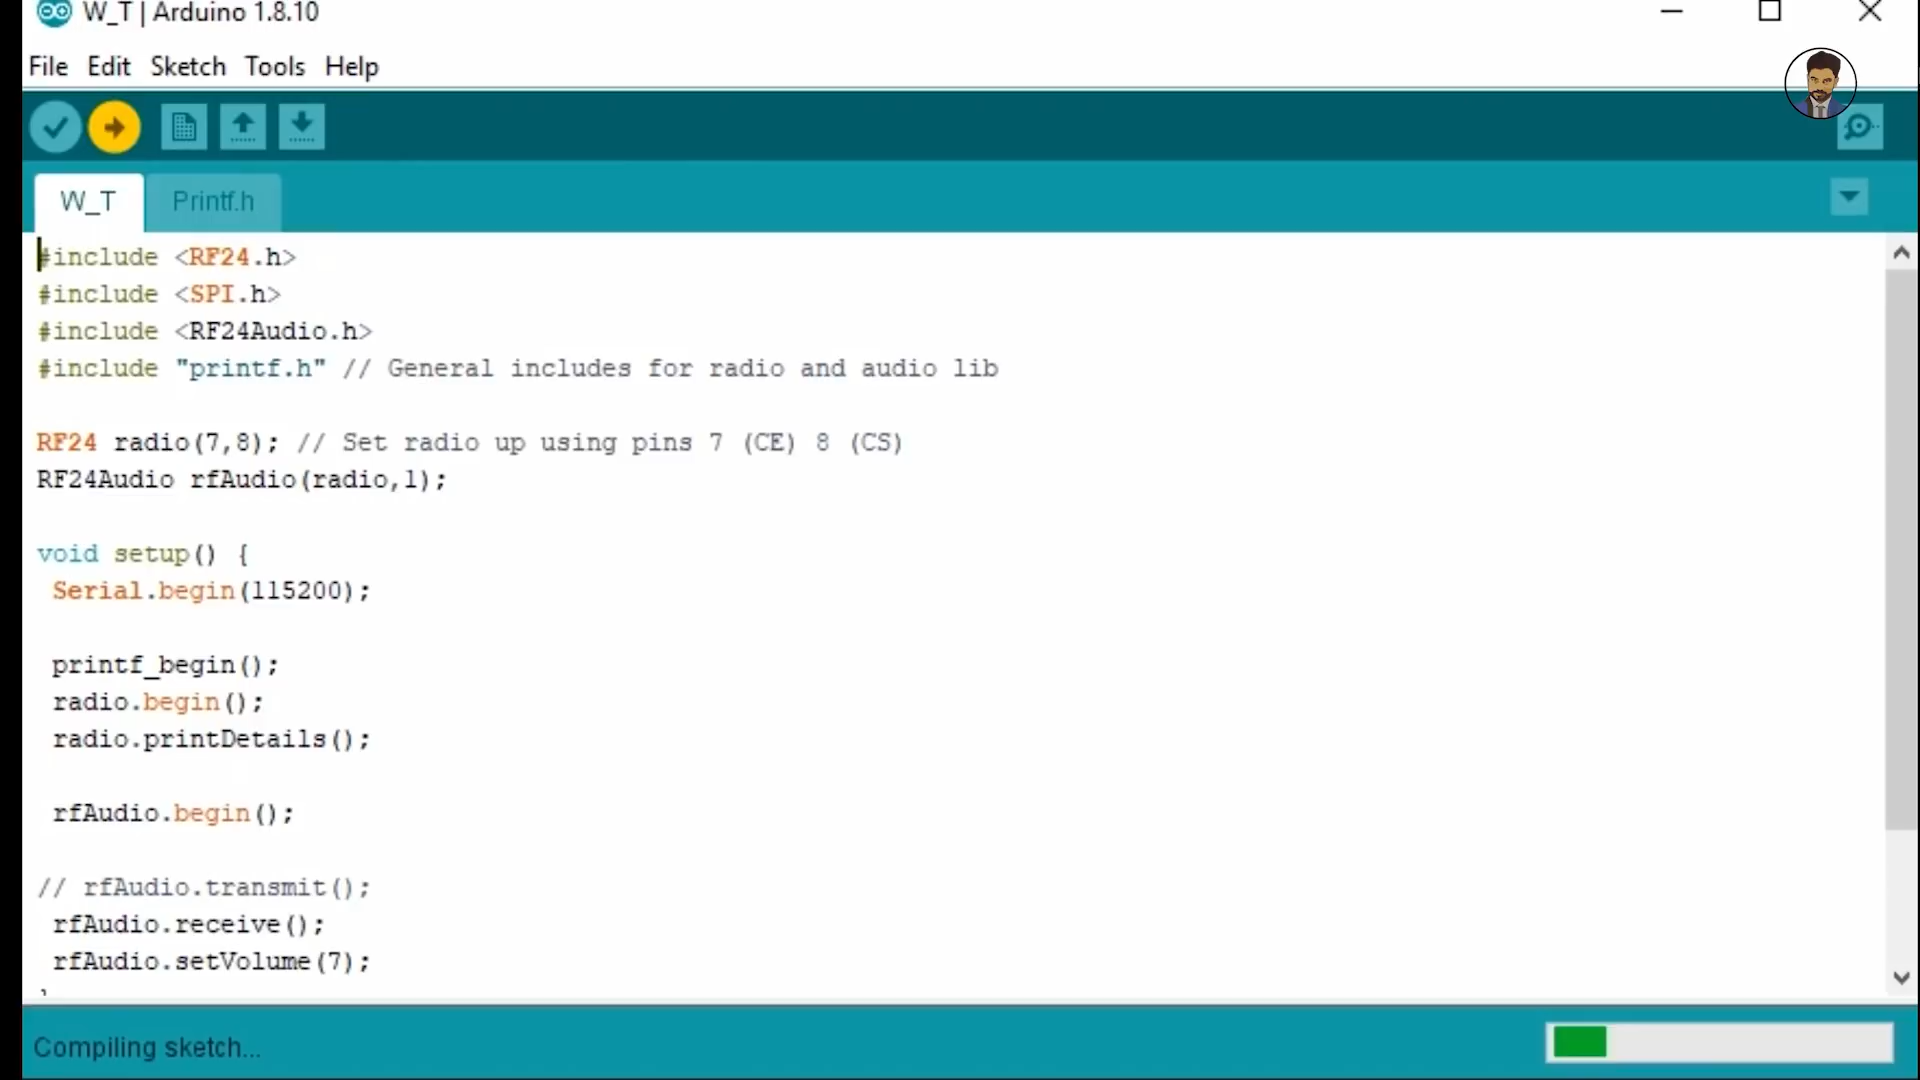 W_T | Arduino 1.8.10
File Edit Sketch Tools Help
W_T Printf.h
#include <RF24.h>
#include <SPI.h>
#include <RF24Audio.h>
#include "printf.h" // General includes for radio and audio lib
RF24 radio(7,8); // Set radio up using pins 7 (CE) 8 (CS)
RF24Audio rfAudio(radio,1);
void setup() {
Serial.begin(115200);
printf_begin();
radio.begin();
radio.printDetails();
rfAudio.begin();
// rfAudio.transmit();
rfAudio.receive();
rfAudio.setVolume(7);
Compiling sketch...